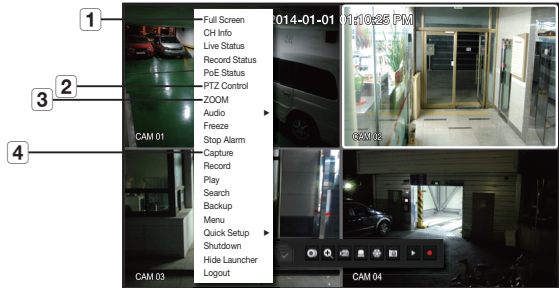 1
2
3
4
2014-01-01 01:10:25 PM
Full Screen
CH Info
Live Status
Record Status
PoE Status
PTZ Control
ZOOM
Audio
Freeze
Stop Alarm
Capture
Record
Play
Search
Backup
Menu
Quick Setup
Shutdown
Hide Launcher
Logout
CAM 01
CAM 02
CAM 03
CAM 04